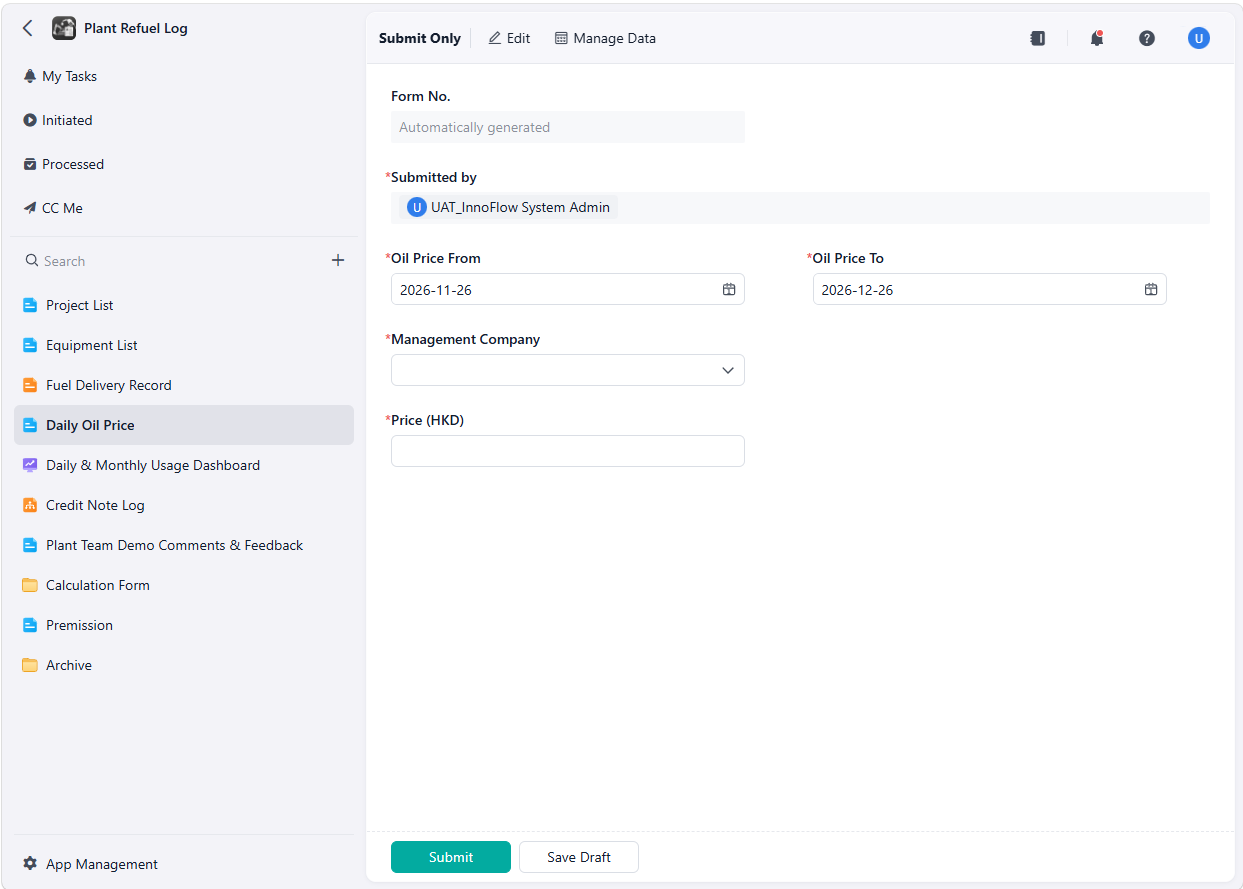 Plant Refuel Log
My Tasks
Initiated
Processed
CC Me
Search
Project List
Equipment List
Fuel Delivery Record
Daily Oil Price
Daily & Monthly Usage Dashboard
Credit Note Log
Plant Team Demo Comments & Feedback
Calculation Form
Premission
Archive
App Management
Submit Only Edit Manage Data U
Form No.
Automatically generated
*Submitted by
U UAT_InnoFlow System Admin
*Oil Price From *Oil Price To
2026-11-26 2026-12-26
*Management Company
*Price (HKD)
Submit Save Draft